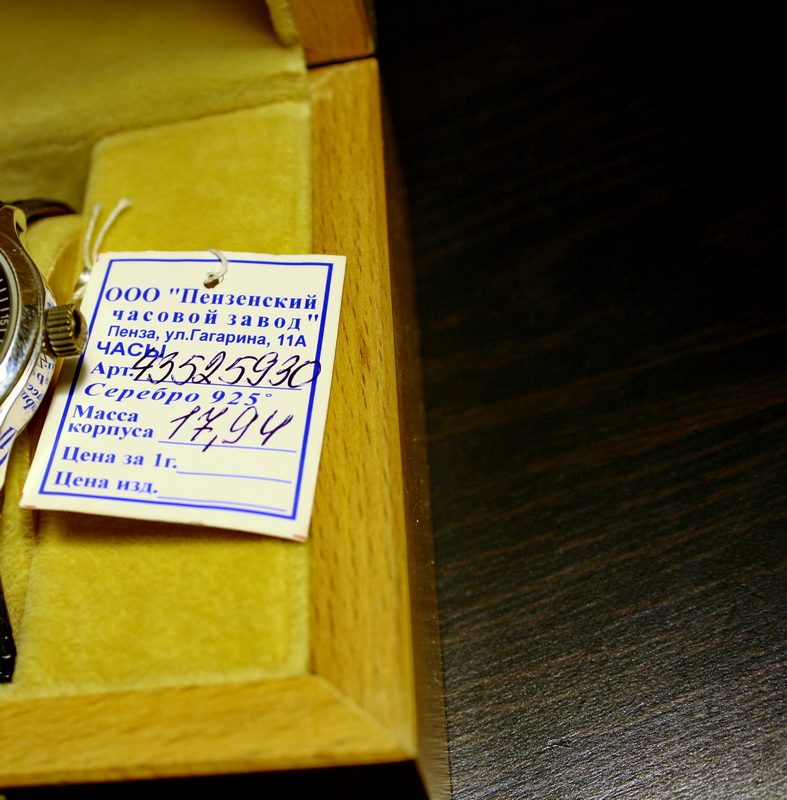 ООО "Пензенский
часовой завод"
Пенза, ул.Гагарина, 11А
ЧАСЫ
Арт. 43525930
Серебро 925°
Масса
корпуса 17,94
Цена за 1г.
Цена изд.